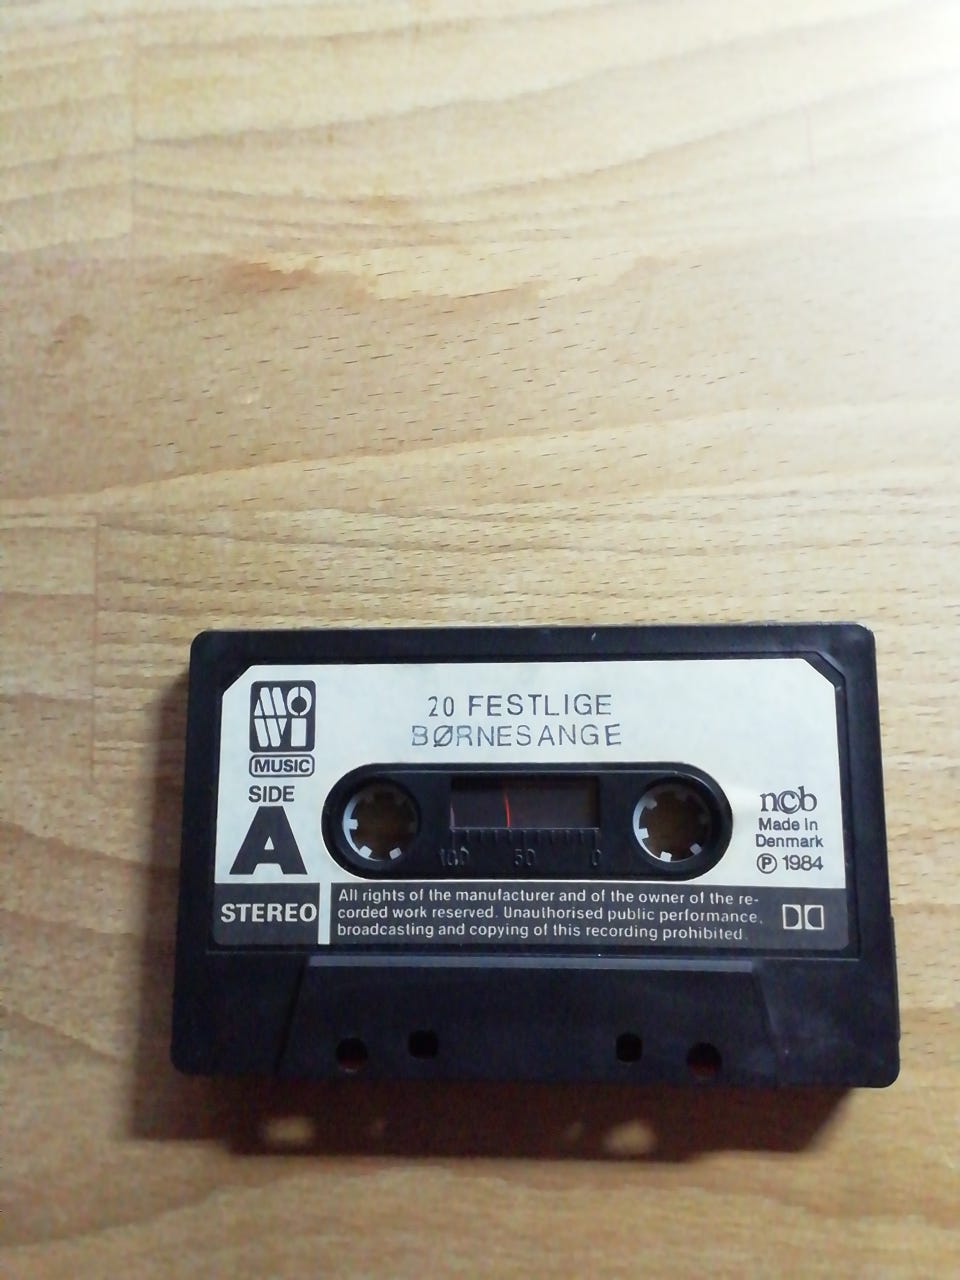 MOWI
MUSIC
20 FESTLIGE
BØRNESANGE
SIDE
A
100 50 0
ncb
Made in
Denmark
Ⓟ 1984
STEREO
All rights of the manufacturer and of the owner of the re-
corded work reserved. Unauthorised public performance,
broadcasting and copying of this recording prohibited.